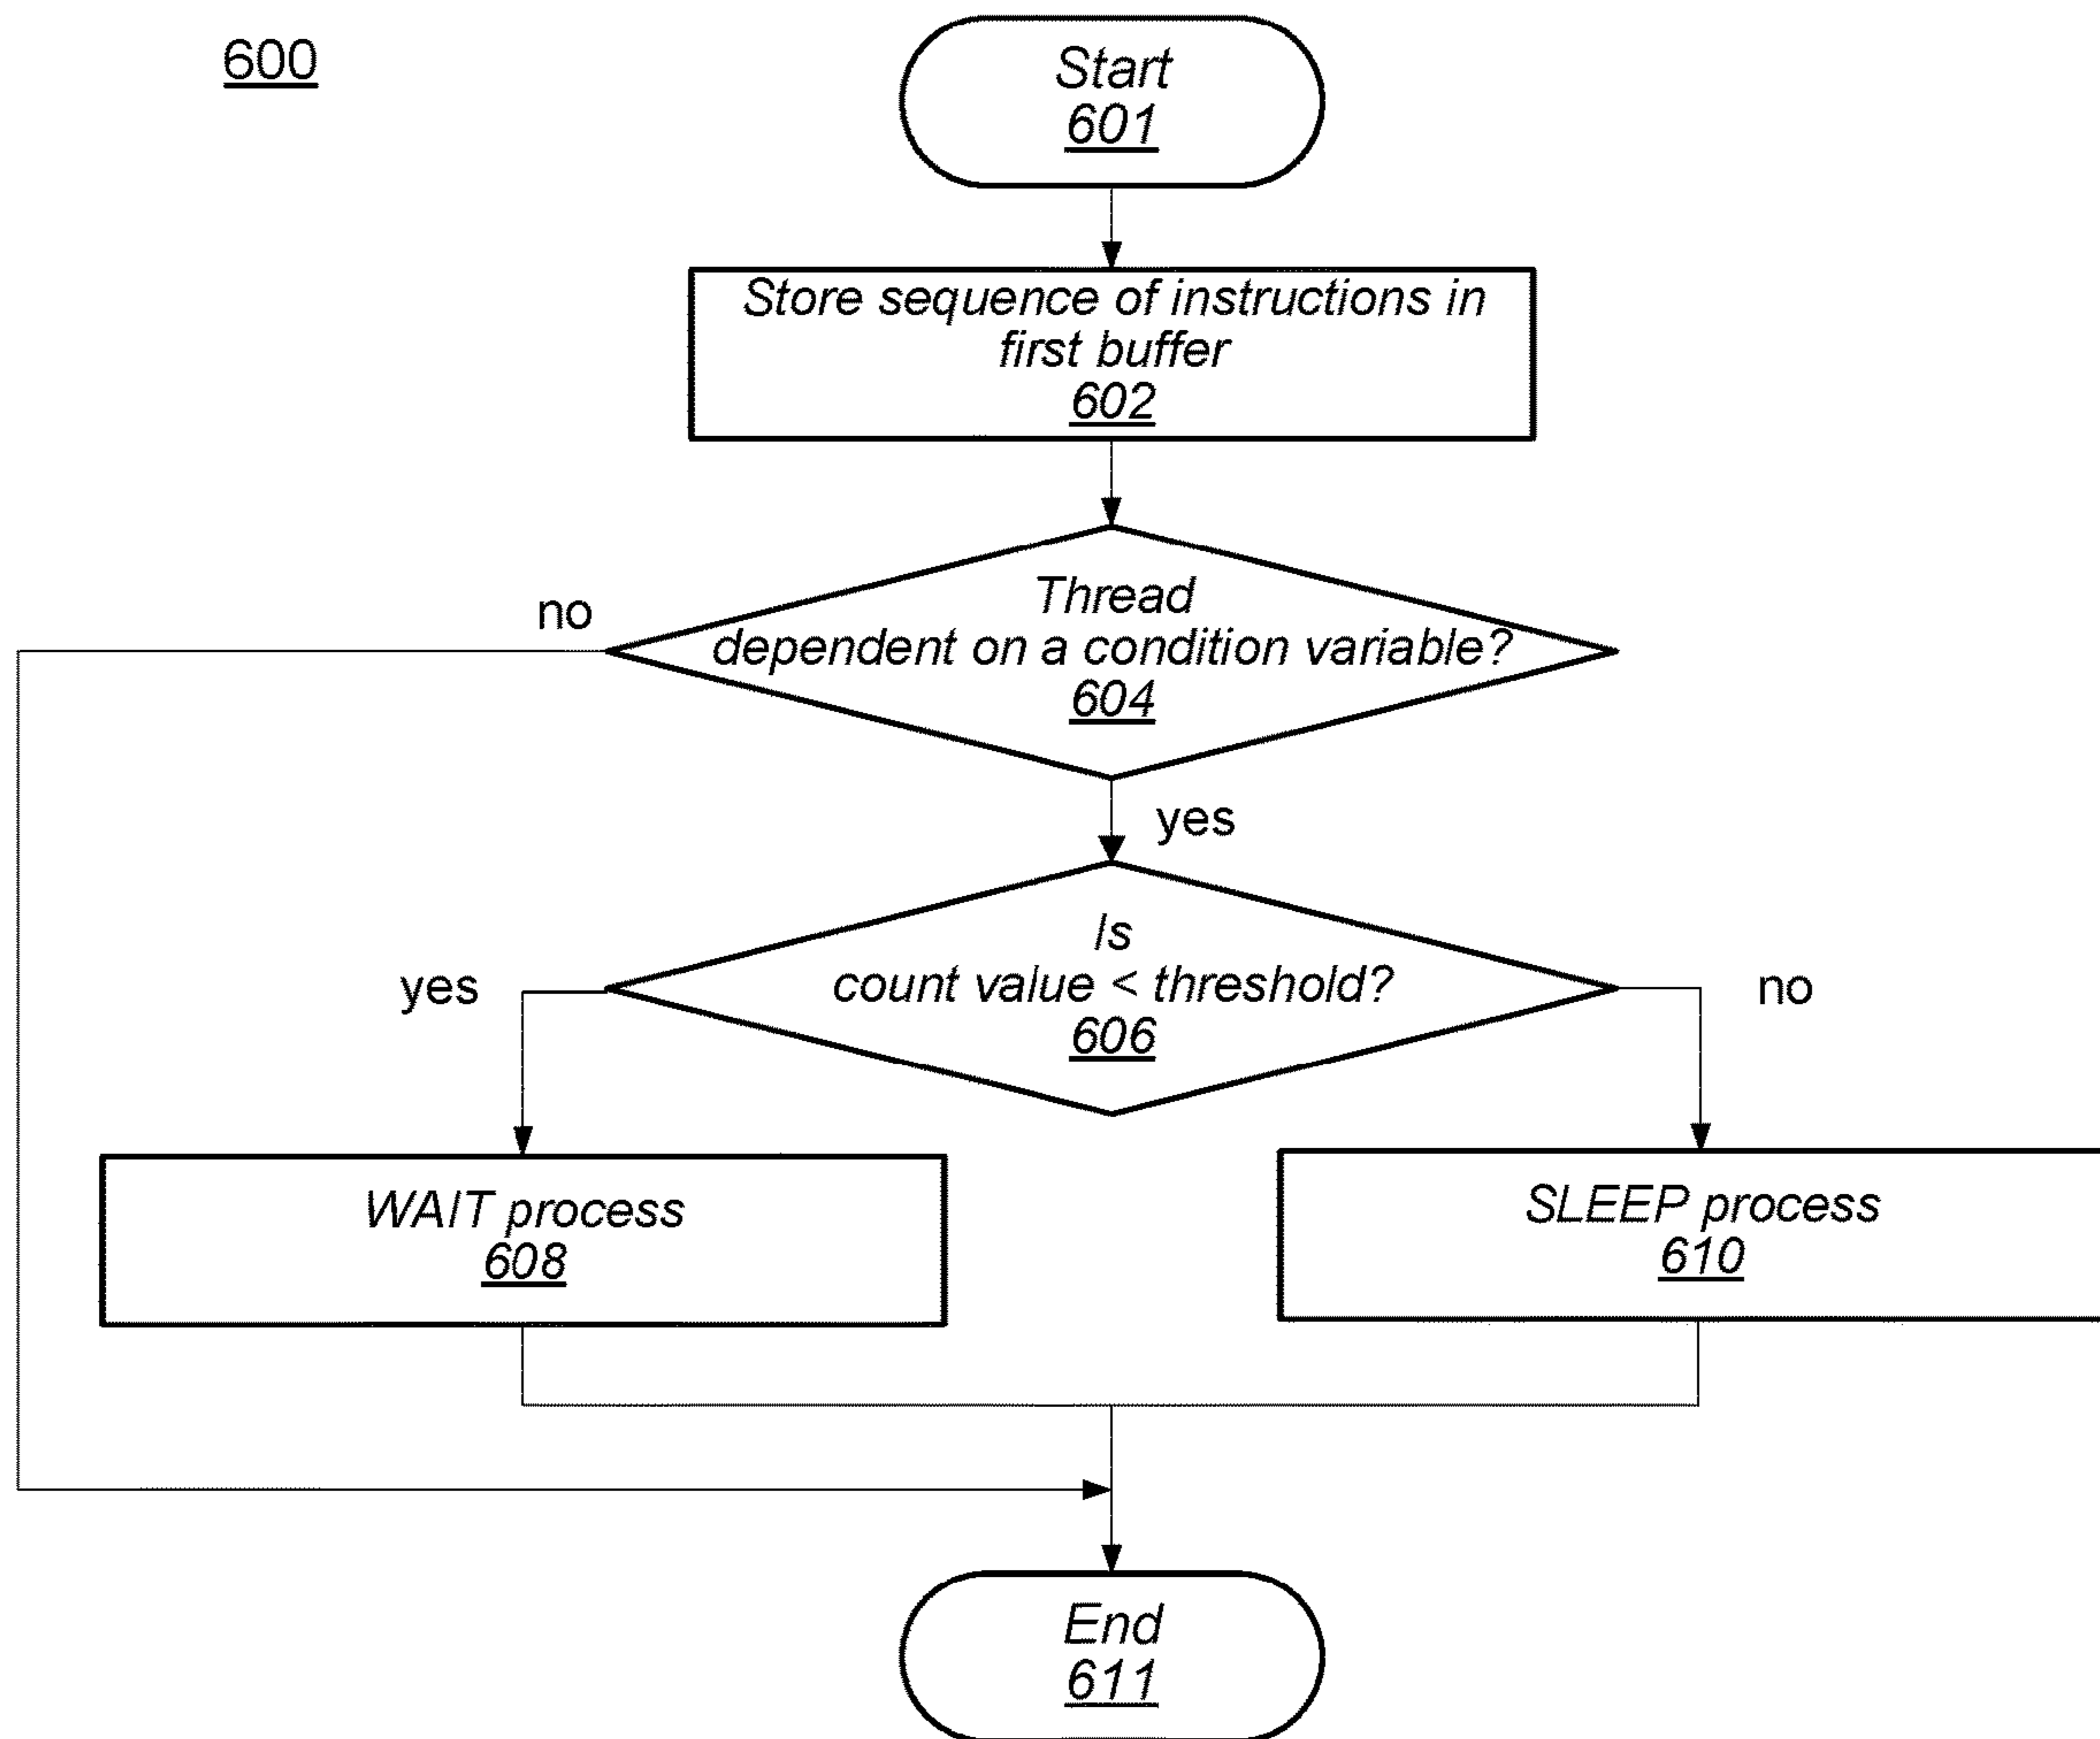 600
Start
601
Store sequence of instructions in
first buffer
602
Thread
dependent on a condition variable?
604
no
yes
Is
count value < threshold?
606
yes
no
WAIT process
608
SLEEP process
610
End
611